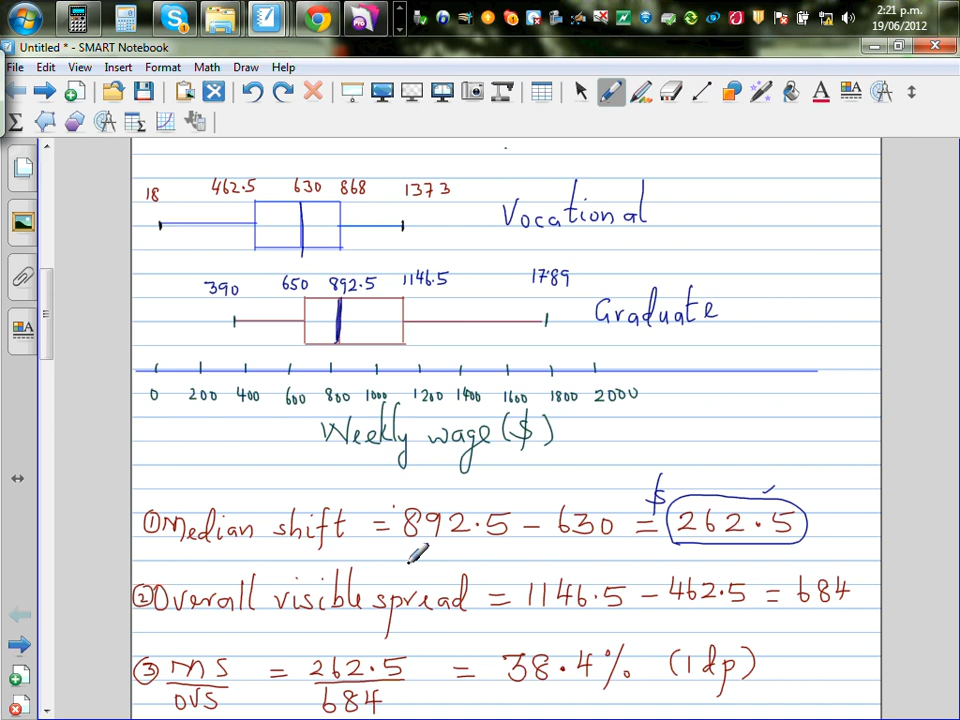 2:21 p.m.
19/06/2012
Untitled * - SMART Notebook
File Edit View Insert Format Math Draw Help
18 462.5 630 868 1373
Vocational
390 650 892.5 1146.5 1789
Graduate
0 200 400 600 800 1000 1200 1400 1600 1800 2000
Weekly wage ($)
① Median shift = 892.5 - 630 = $ 262.5
② Overall visible spread = 1146.5 - 462.5 = 684
③ MS/OVS = 262.5/684 = 38.4% (1dp)